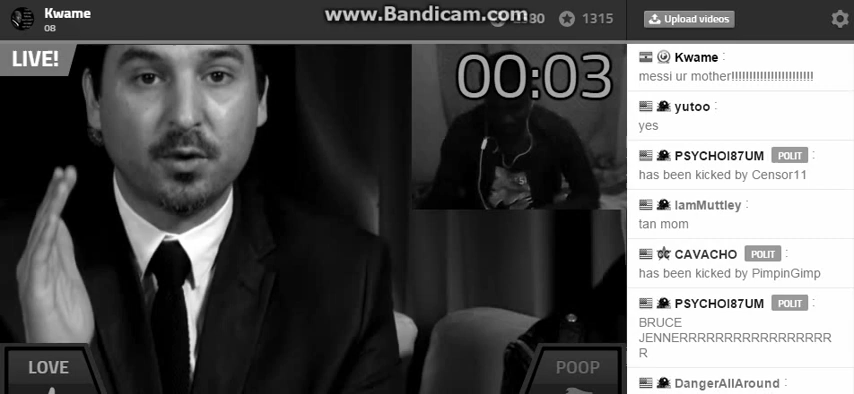 www.Bandicam.com
Kwame
08
1315
Upload videos
LIVE!
00:03
Kwame :
messi ur mother!!!!!!!!!!!!!!!!!!!!!!!
yutoo :
yes
PSYCHOI87UM POLIT :
has been kicked by Censor11
IamMuttley :
tan mom
CAVACHO POLIT :
has been kicked by PimpinGimp
PSYCHOI87UM POLIT :
BRUCE
JENNERRRRRRRRRRRRRRRRRR
R
DangerAllAround :
LOVE
POOP